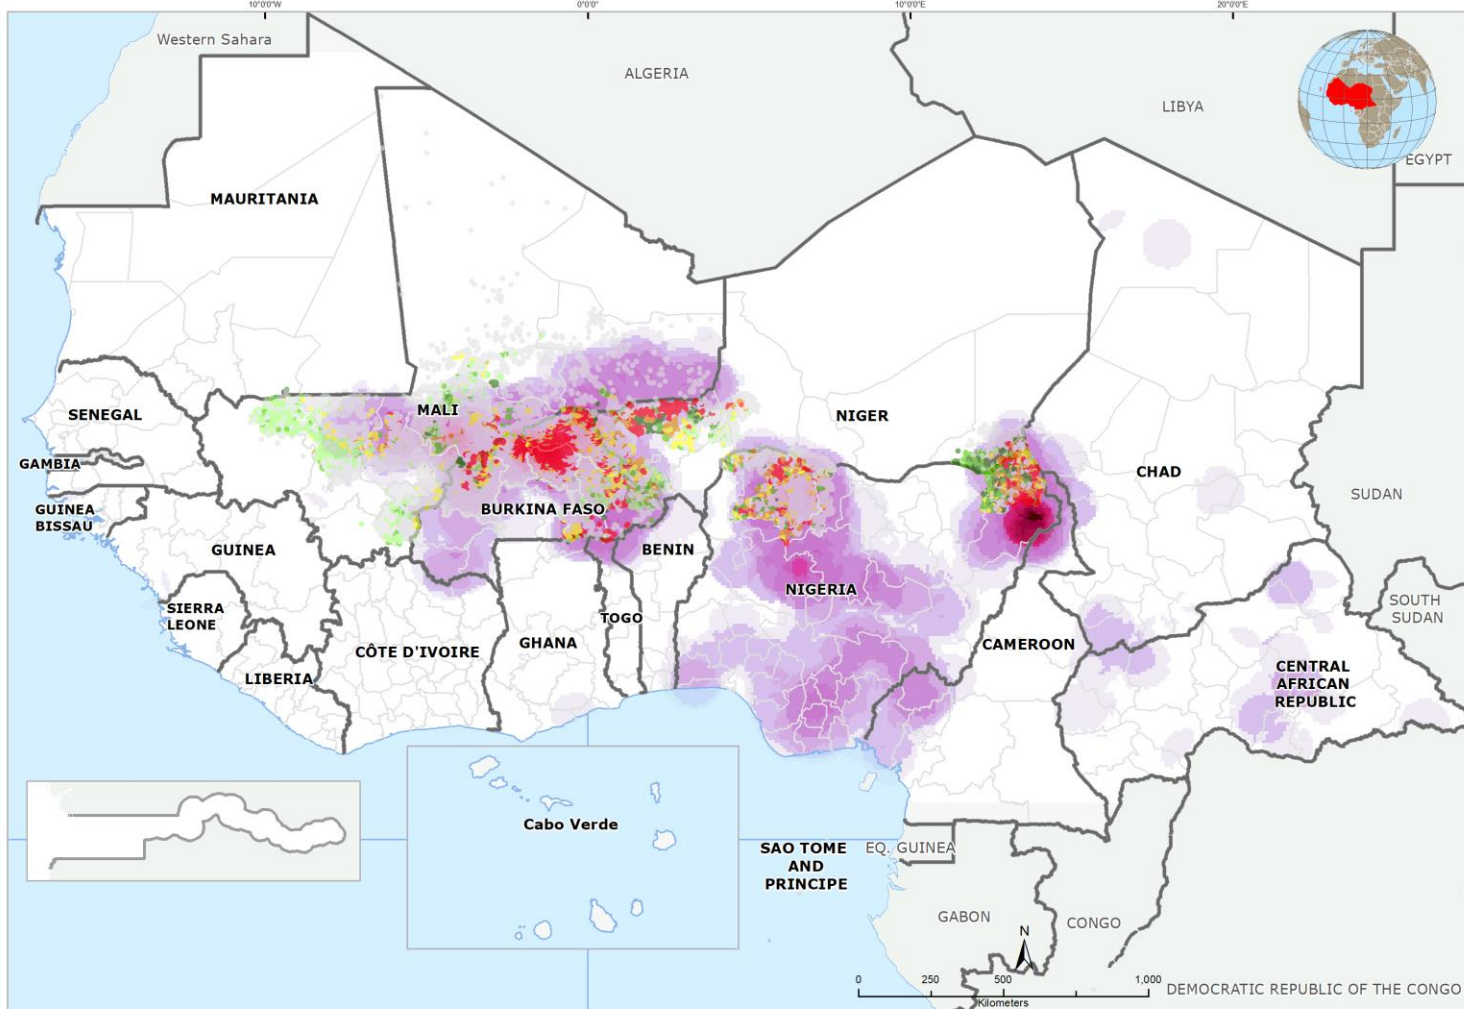 10°0'0"W
0°0'0"
10°0'0"E
20°0'0"E
Western Sahara
ALGERIA
LIBYA
EGYPT
MAURITANIA
MALI
NIGER
CHAD
SUDAN
SENEGAL
GAMBIA
GUINEA
BISSAU
GUINEA
BURKINA FASO
BENIN
NIGERIA
SIERRA
LEONE
LIBERIA
CÔTE D'IVOIRE
GHANA
TOGO
CAMEROON
SOUTH
SUDAN
CENTRAL
AFRICAN
REPUBLIC
Cabo Verde
SAO TOME
AND
PRINCIPE
EQ. GUINEA
GABON
CONGO
N
0 250 500 1,000
Kilometers
DEMOCRATIC REPUBLIC OF THE CONGO